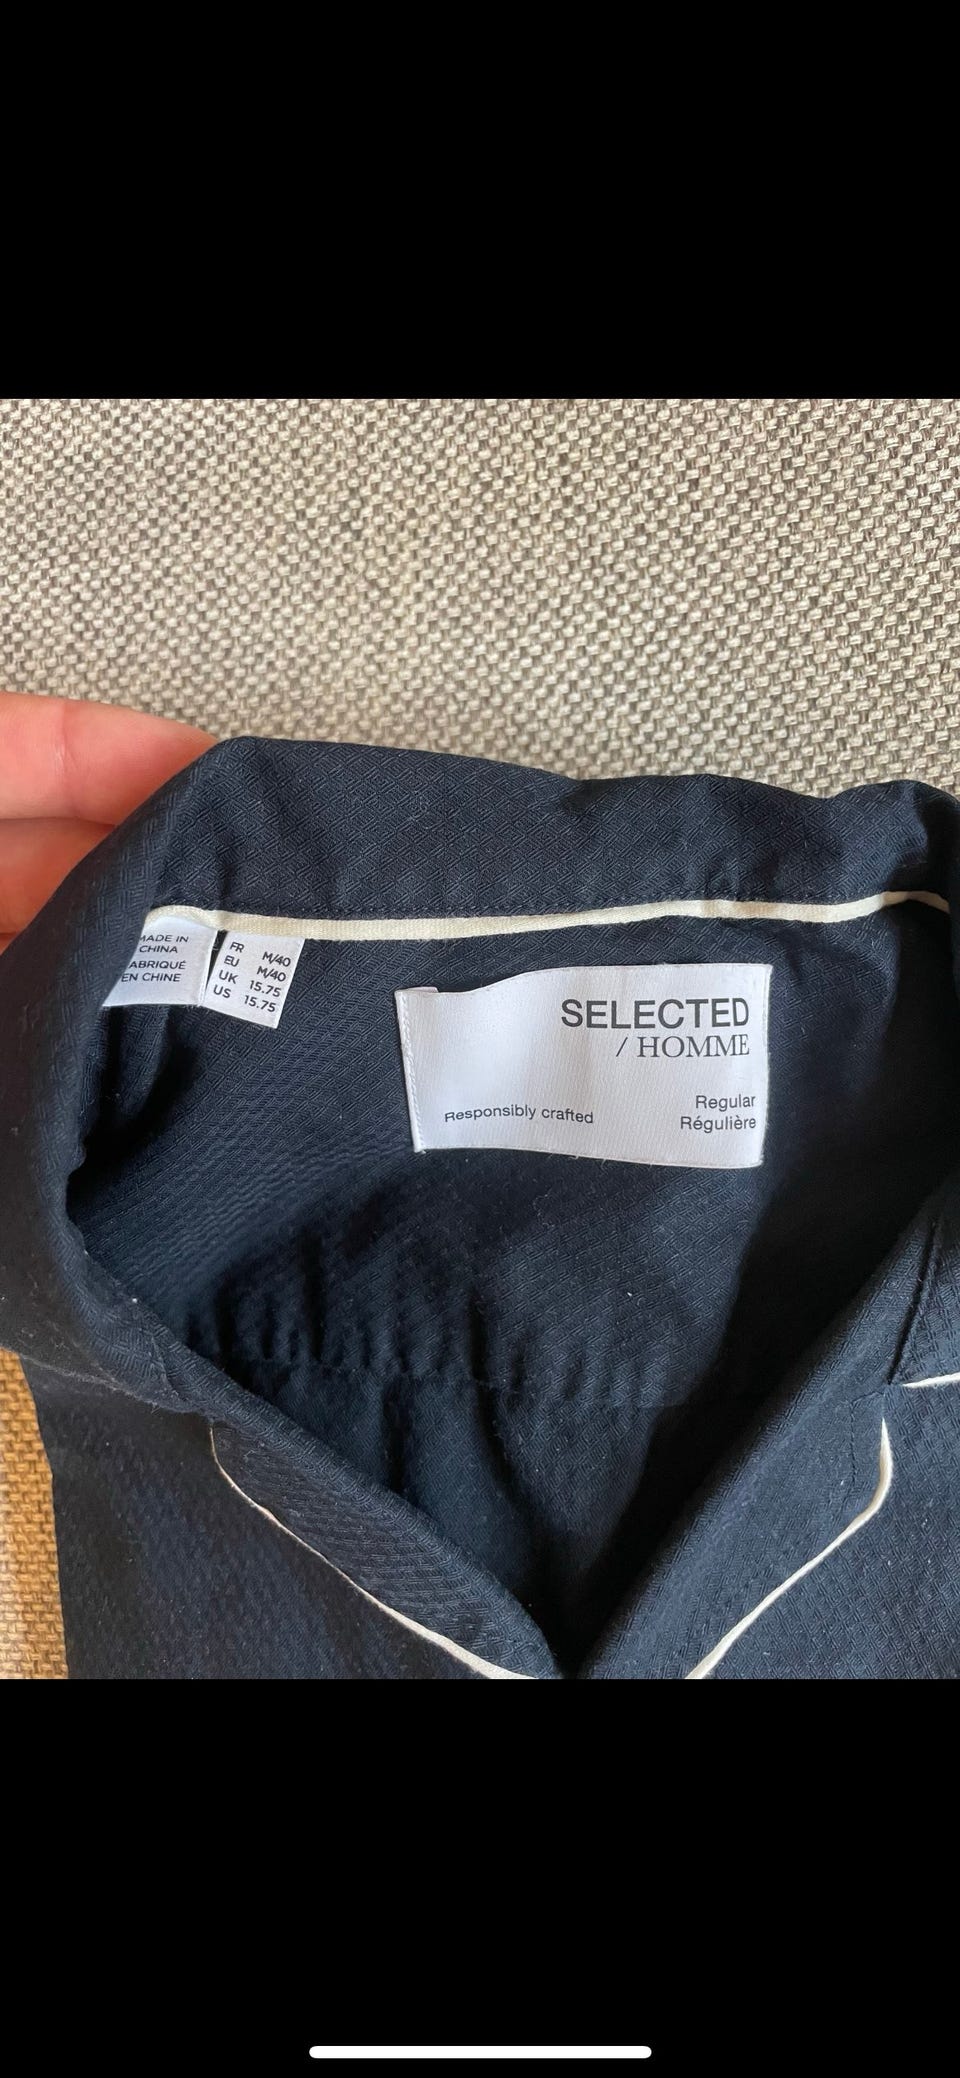 MADE IN
CHINA
FABRIQUÉ
EN CHINE
FR M/40
EU M/40
UK 15.75
US 15.75
SELECTED
/ HOMME
Responsibly crafted
Regular
Régulière